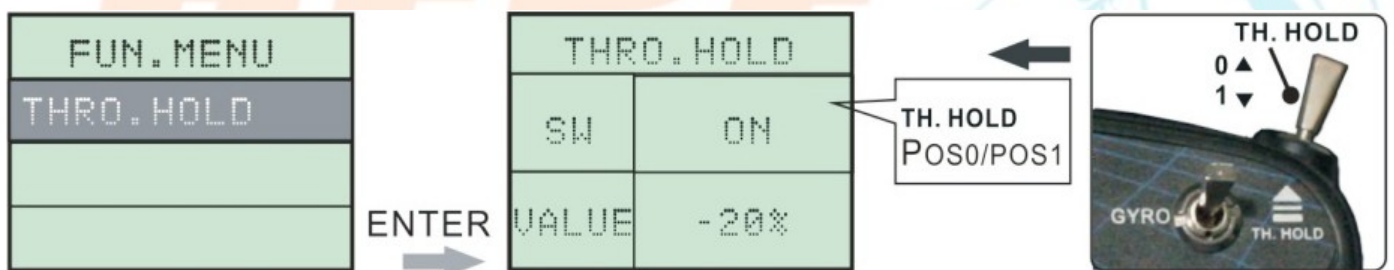 FUN.MENU
THRO.HOLD
ENTER
THRO.HOLD
SW ON
VALUE -20%
TH. HOLD
POS0/POS1
TH. HOLD
0▲
1▼
GYRO
TH. HOLD